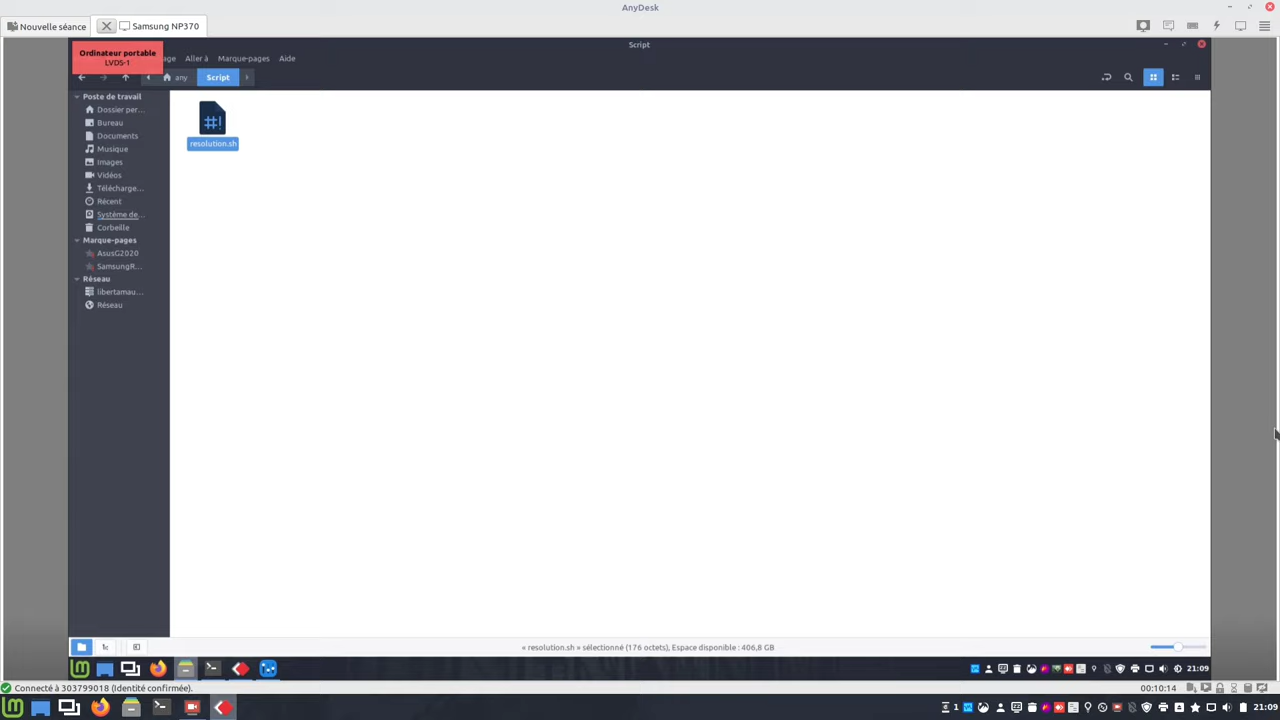 AnyDesk
Nouvelle séance
Samsung NP370
Script
Ordinateur portable
LVDS-1
age
Aller à
Marque-pages
Aide
any
Script
Poste de travail
Dossier per...
Bureau
Documents
Musique
Images
Vidéos
Télécharge...
Récent
Système de...
Corbeille
Marque-pages
AsusG2020
SamsungR...
Réseau
libertamau...
Réseau
#!
resolution.sh
« resolution.sh » sélectionné (176 octets), Espace disponible : 406,8 GB
21:09
Connecté à 303799018 (Identité confirmée).
00:10:14
1
21:09